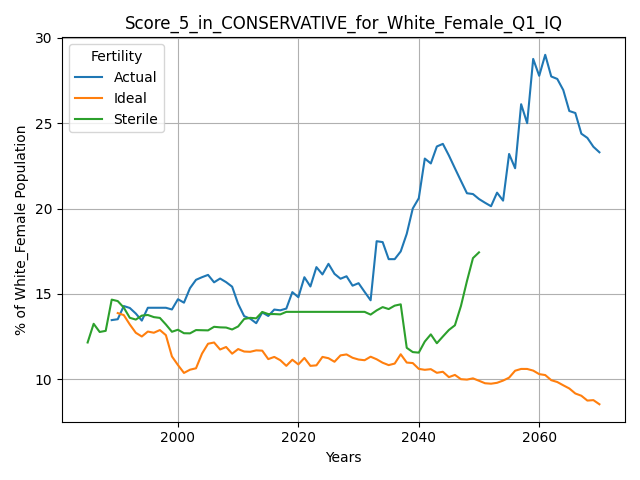 Score_5_in_CONSERVATIVE_for_White_Female_Q1_IQ
% of White_Female Population
30
25
20
15
10
Fertility
Actual
Ideal
Sterile
2000
2020
2040
2060
Years